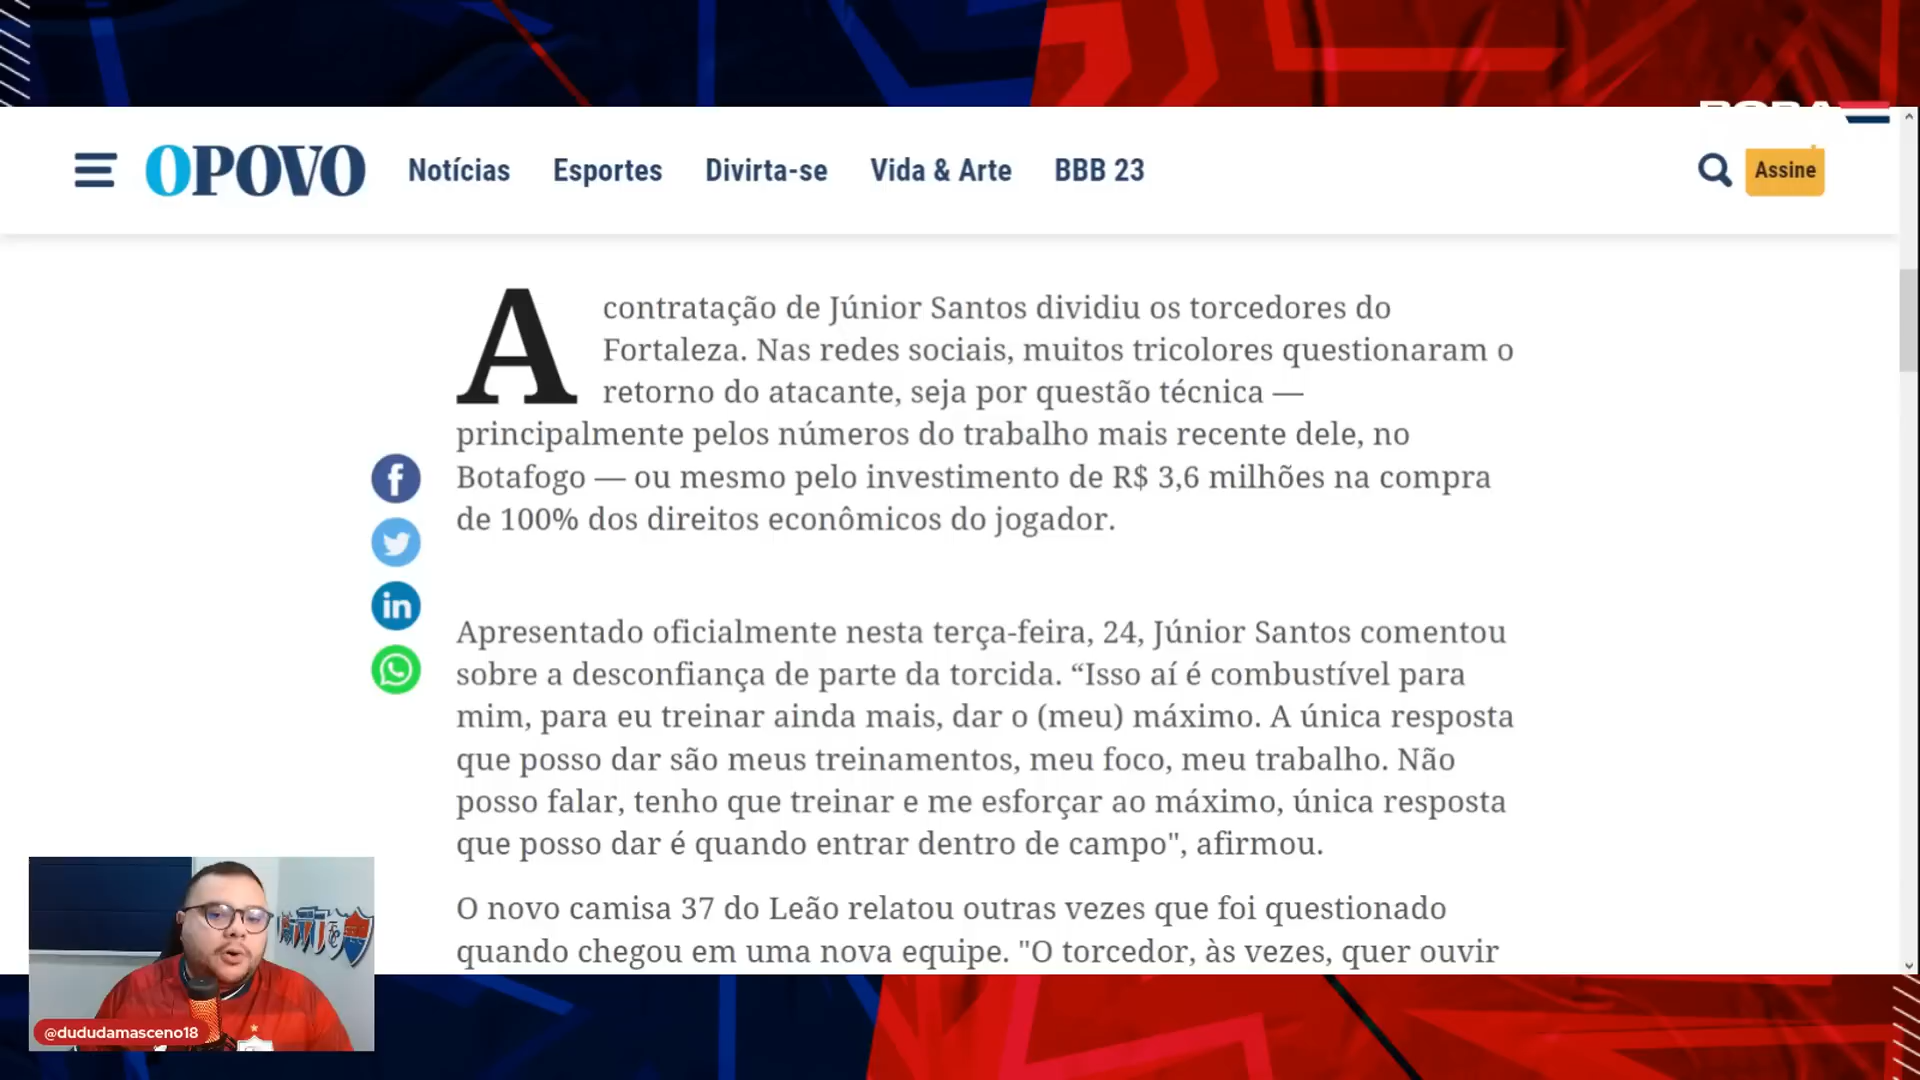 OPOVO
Notícias
Esportes
Divirta-se
Vida & Arte
BBB 23
Assine
A contratação de Júnior Santos dividiu os torcedores do
Fortaleza. Nas redes sociais, muitos tricolores questionaram o
retorno do atacante, seja por questão técnica —
principalmente pelos números do trabalho mais recente dele, no
Botafogo — ou mesmo pelo investimento de R$ 3,6 milhões na compra
de 100% dos direitos econômicos do jogador.
Apresentado oficialmente nesta terça-feira, 24, Júnior Santos comentou
sobre a desconfiança de parte da torcida. “Isso aí é combustível para
mim, para eu treinar ainda mais, dar o (meu) máximo. A única resposta
que posso dar são meus treinamentos, meu foco, meu trabalho. Não
posso falar, tenho que treinar e me esforçar ao máximo, única resposta
que posso dar é quando entrar dentro de campo", afirmou.
O novo camisa 37 do Leão relatou outras vezes que foi questionado
quando chegou em uma nova equipe. "O torcedor, às vezes, quer ouvir
@dududamasceno18